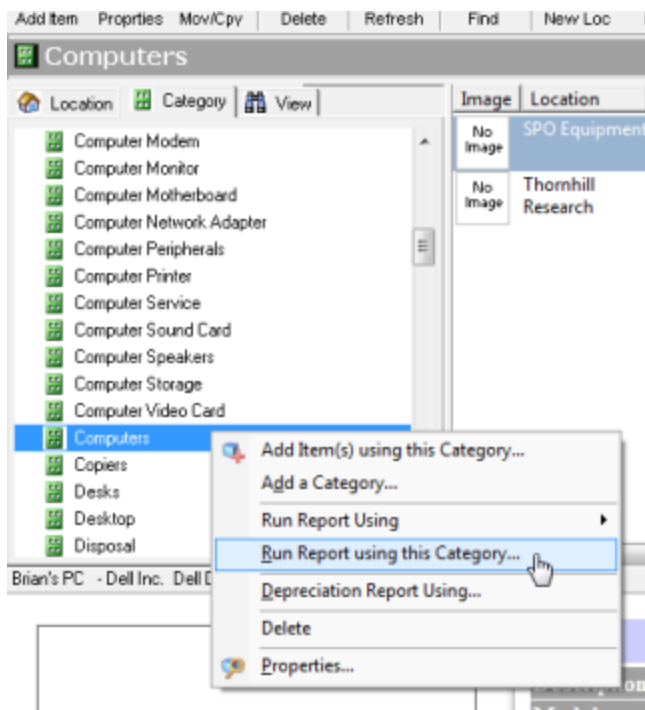 Add Item Proprties Mov/Cpy Delete Refresh Find New Loc
Computers
Location Category View
Image Location
No Image SPO Equipment
No Image Thornhill Research
Computer Modem
Computer Monitor
Computer Motherboard
Computer Network Adapter
Computer Peripherals
Computer Printer
Computer Service
Computer Sound Card
Computer Speakers
Computer Storage
Computer Video Card
Computers
Copiers
Desks
Desktop
Disposal
Add Item(s) using this Category...
Add a Category...
Run Report Using
Run Report using this Category...
Depreciation Report Using...
Delete
Properties...
Brian's PC - Dell Inc. Dell